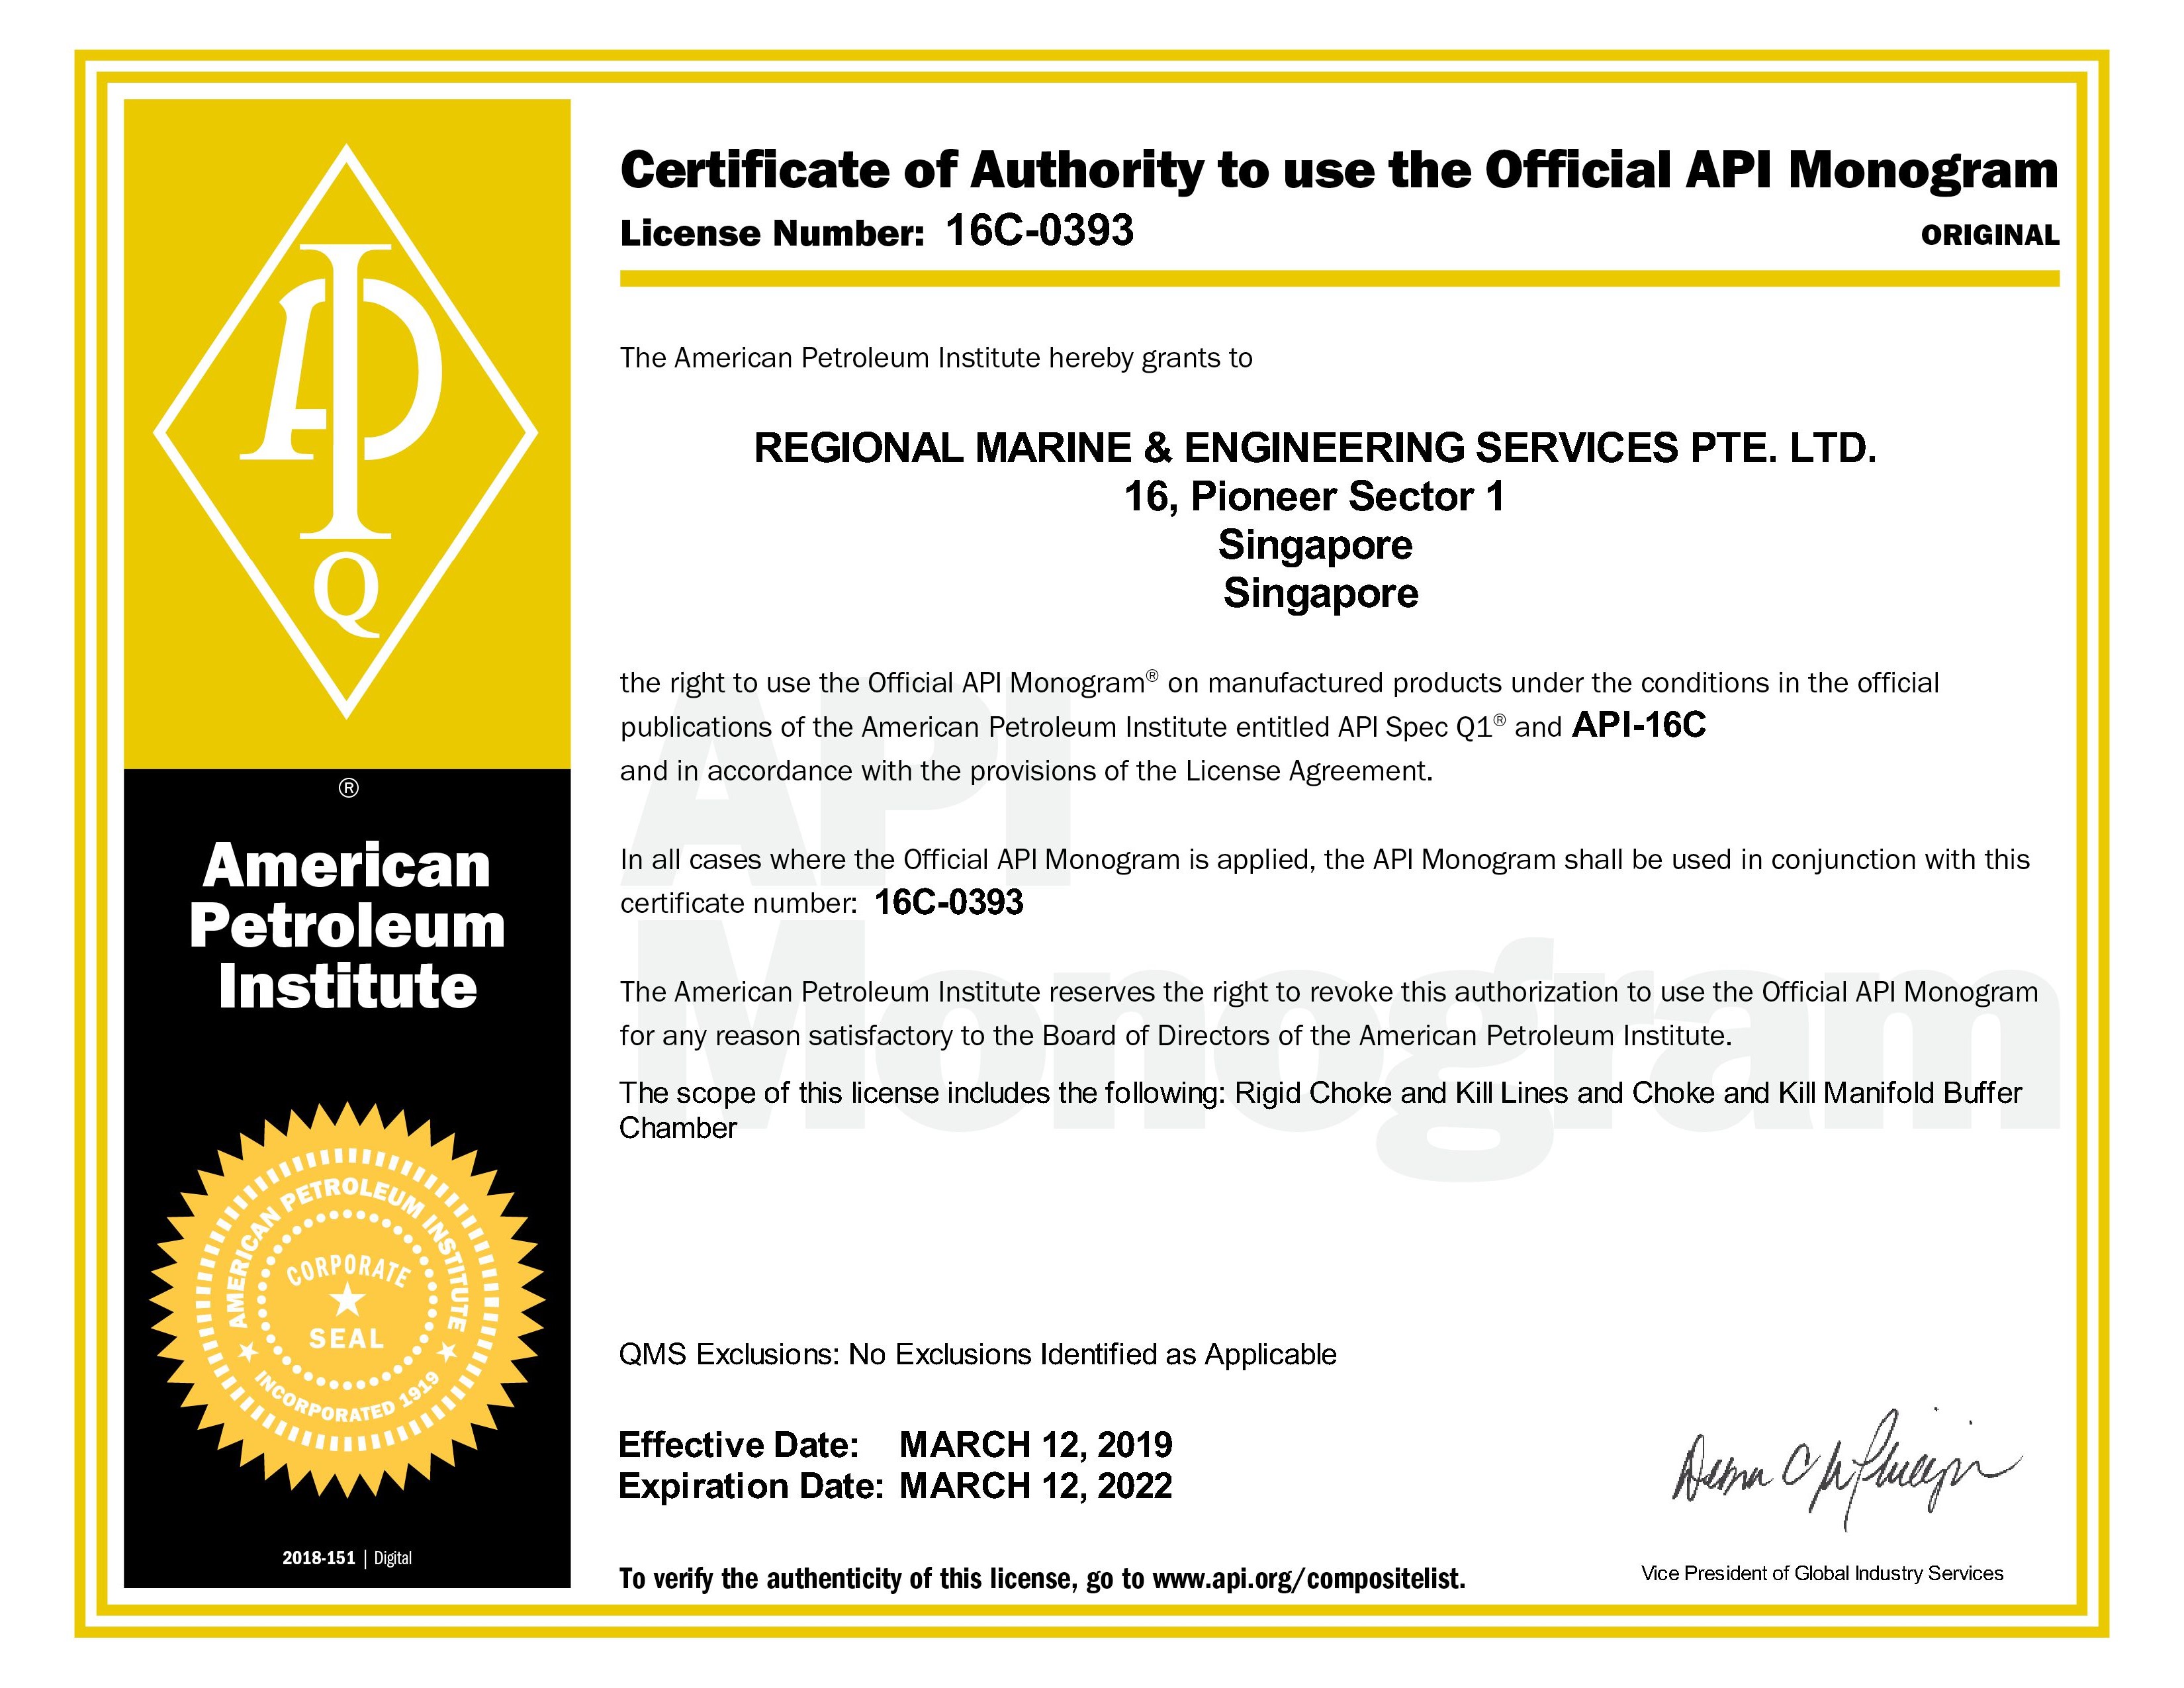 Certificate of Authority to use the Official API Monogram
License Number: 16C-0393
ORIGINAL
The American Petroleum Institute hereby grants to
REGIONAL MARINE & ENGINEERING SERVICES PTE. LTD.
16, Pioneer Sector 1
Singapore
Singapore
the right to use the Official API Monogram® on manufactured products under the conditions in the official
publications of the American Petroleum Institute entitled API Spec Q1® and API-16C
and in accordance with the provisions of the License Agreement.
In all cases where the Official API Monogram is applied, the API Monogram shall be used in conjunction with this
certificate number: 16C-0393
The American Petroleum Institute reserves the right to revoke this authorization to use the Official API Monogram
for any reason satisfactory to the Board of Directors of the American Petroleum Institute.
The scope of this license includes the following: Rigid Choke and Kill Lines and Choke and Kill Manifold Buffer
Chamber
QMS Exclusions: No Exclusions Identified as Applicable
Effective Date: MARCH 12, 2019
Expiration Date: MARCH 12, 2022
To verify the authenticity of this license, go to www.api.org/compositelist.
Vice President of Global Industry Services
API
Monogram
API
Q
®
American
Petroleum
Institute
AMERICAN PETROLEUM INSTITUTE
CORPORATE
SEAL
INCORPORATED 1919
2018-151 | Digital